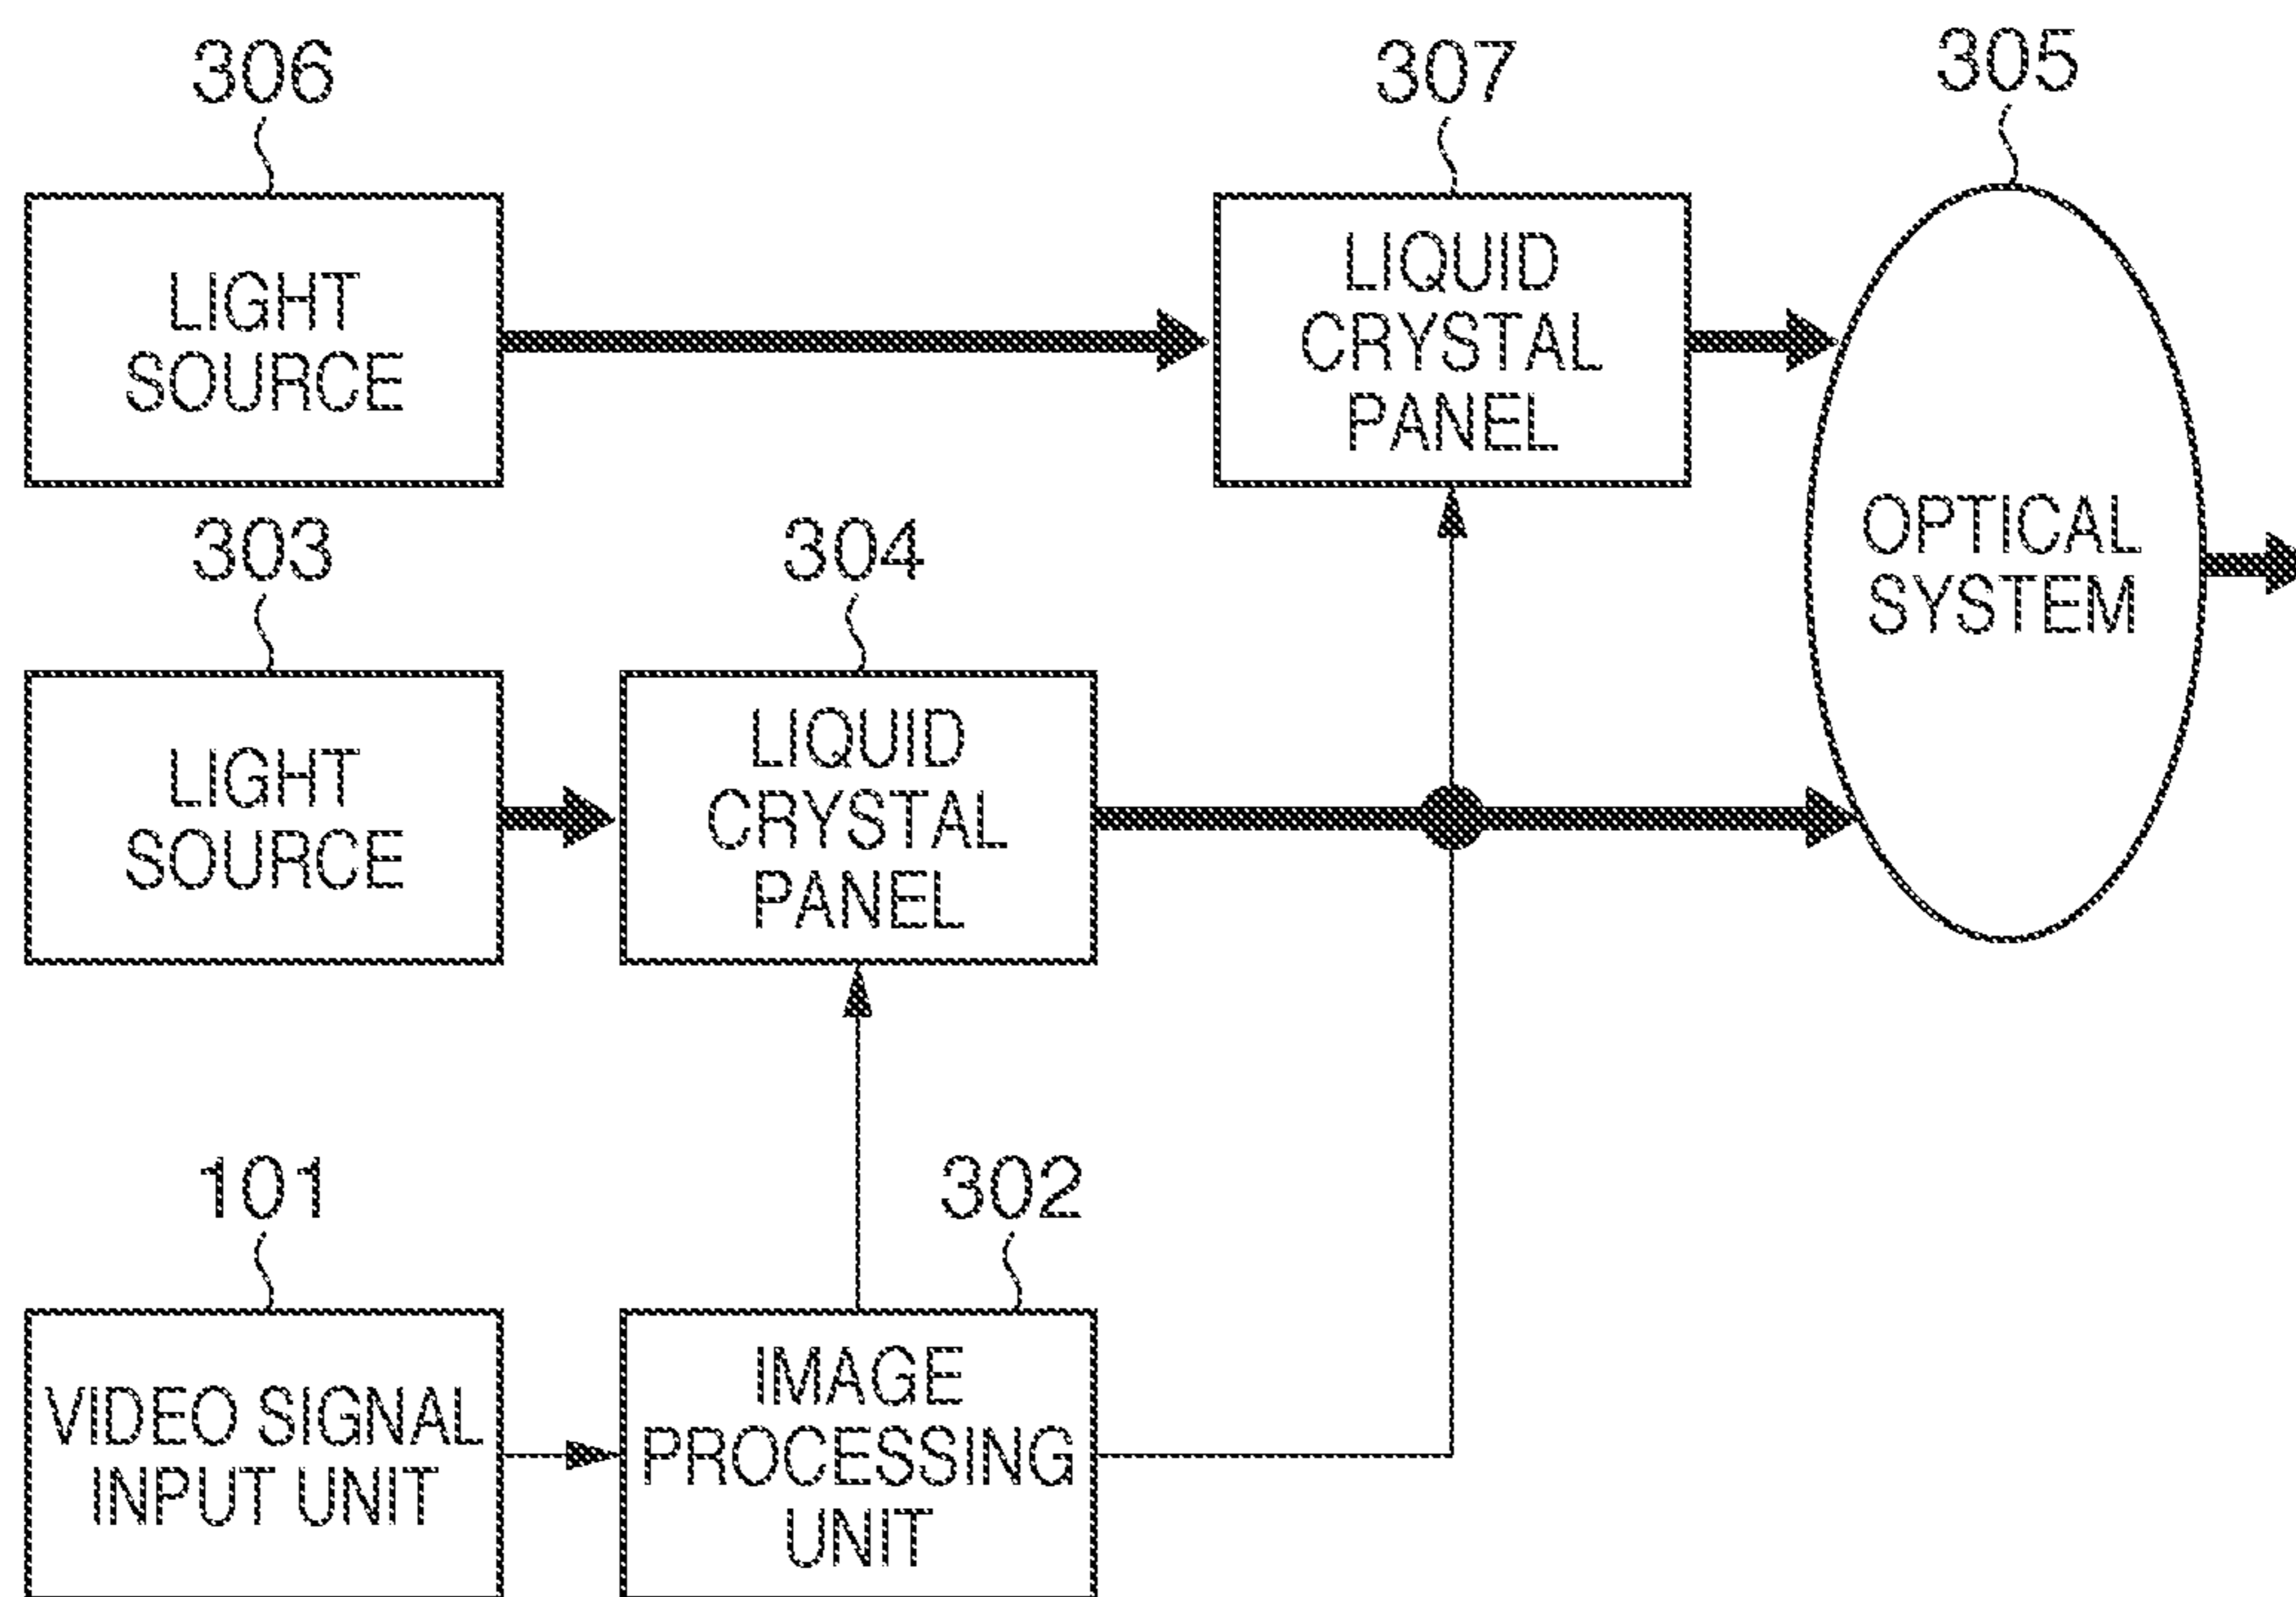 306
307
305
LIGHT
SOURCE
LIQUID
CRYSTAL
PANEL
OPTICAL
SYSTEM
303
304
LIGHT
SOURCE
LIQUID
CRYSTAL
PANEL
101
302
VIDEO SIGNAL
INPUT UNIT
IMAGE
PROCESSING
UNIT